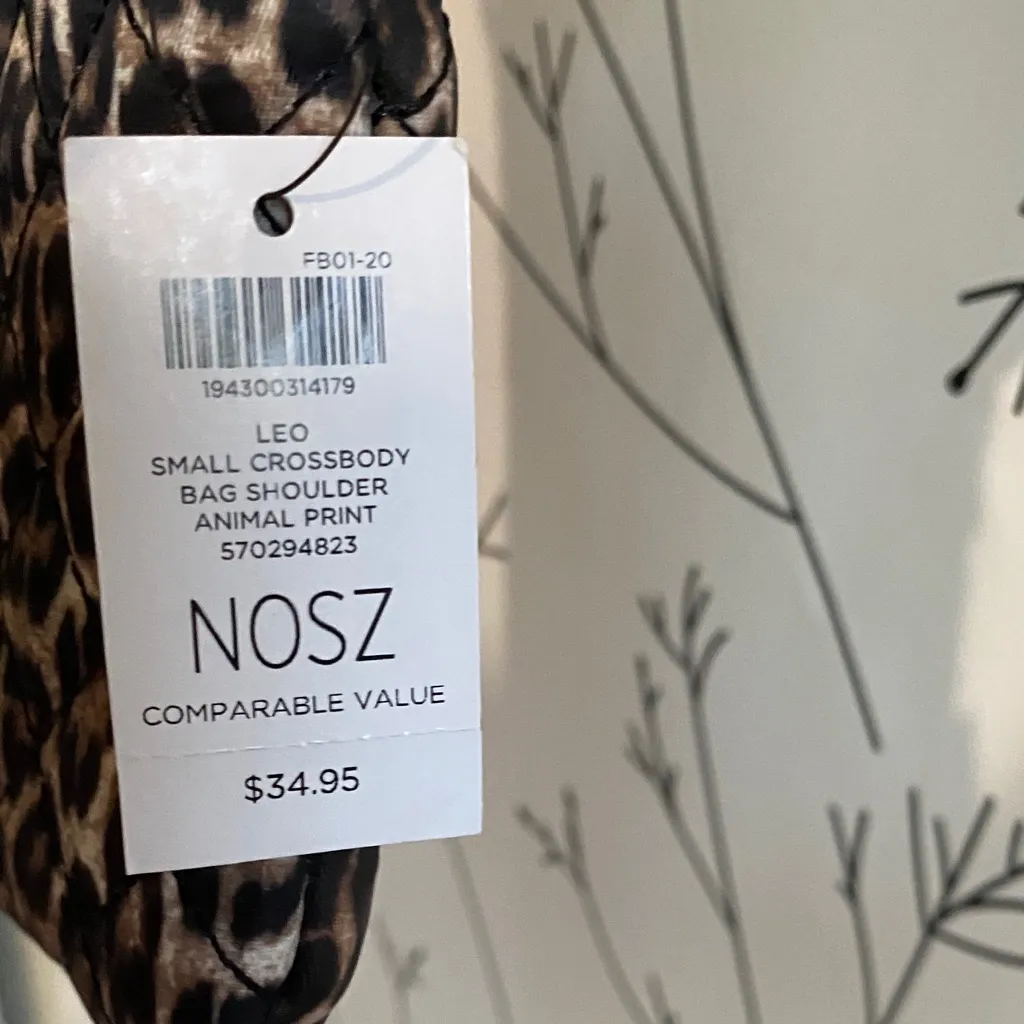 FB01-20
194300314179
LEO
SMALL CROSSBODY
BAG SHOULDER
ANIMAL PRINT
570294823
NOSZ
COMPARABLE VALUE
$34.95